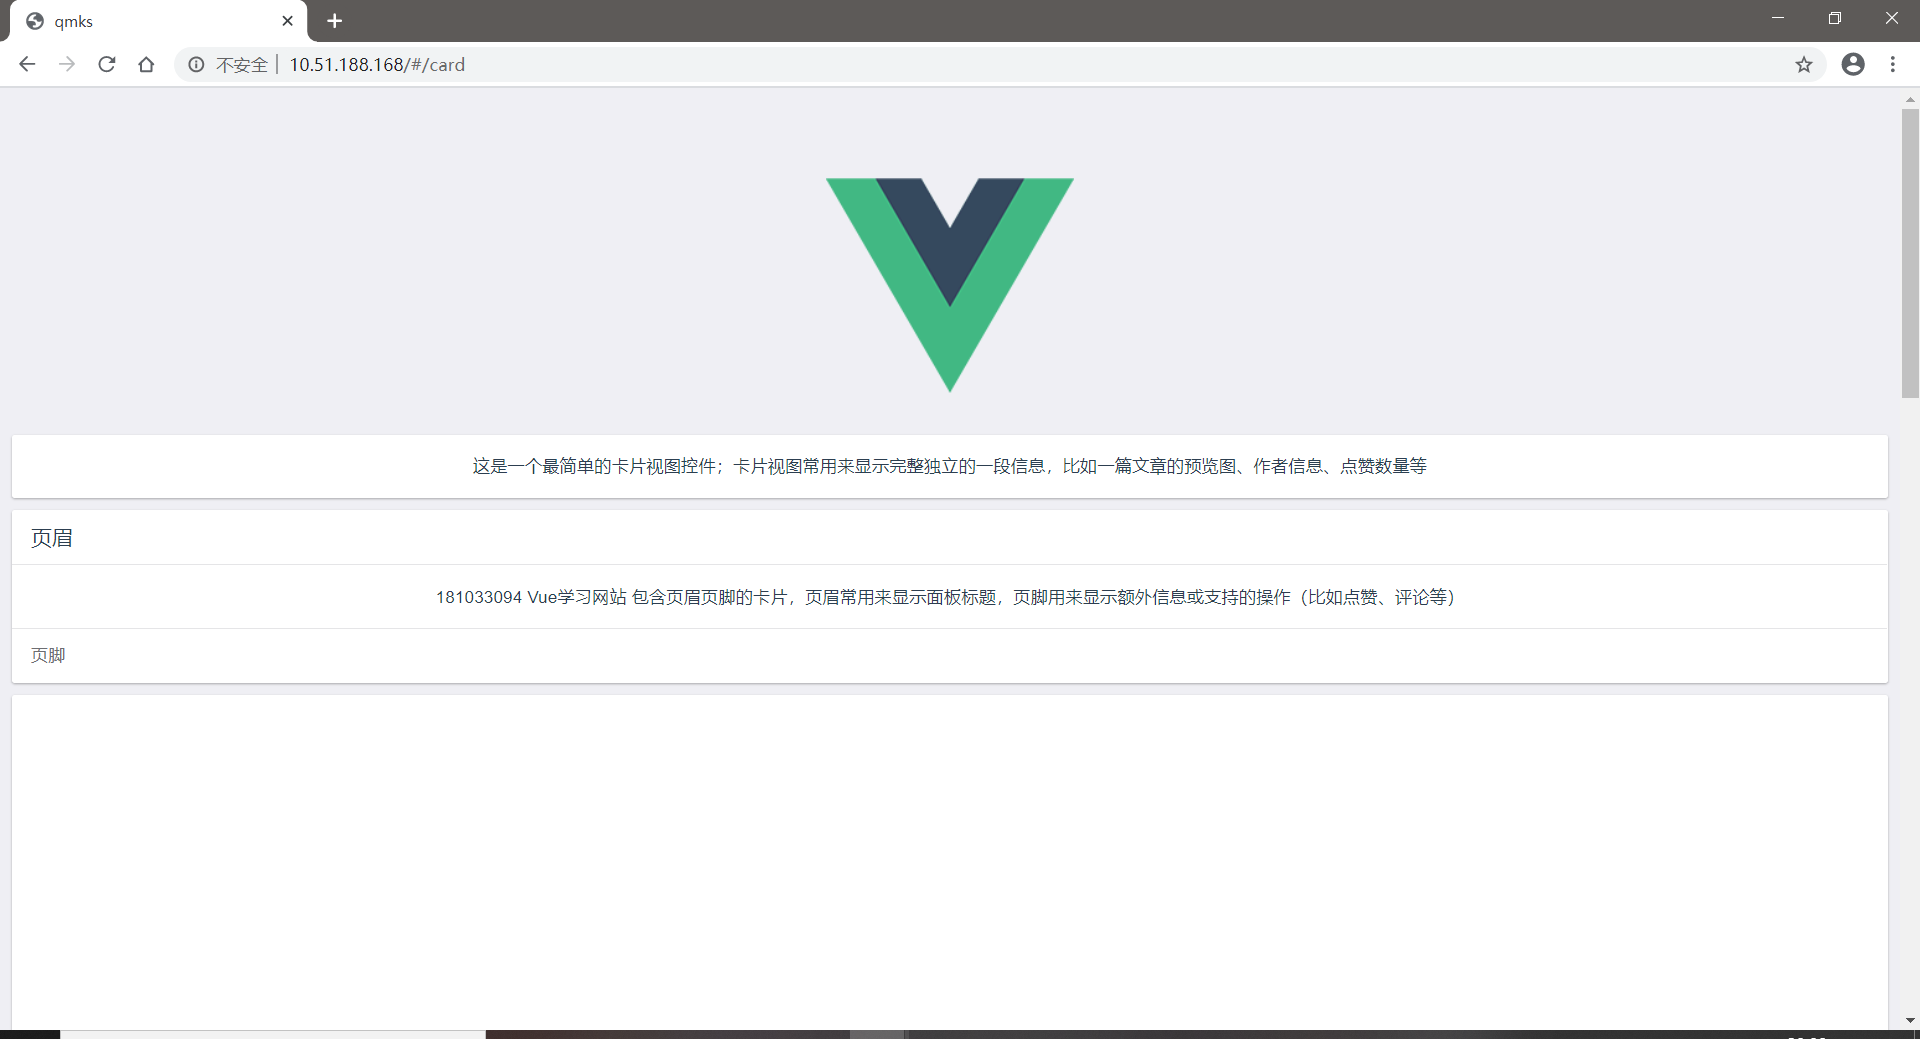 qmks
不安全 10.51.188.168/#/card
这是一个最简单的卡片视图控件；卡片视图常用来显示完整独立的一段信息，比如一篇文章的预览图、作者信息、点赞数量等
页眉
181033094 Vue学习网站 包含页眉页脚的卡片，页眉常用来显示面板标题，页脚用来显示额外信息或支持的操作（比如点赞、评论等）
页脚